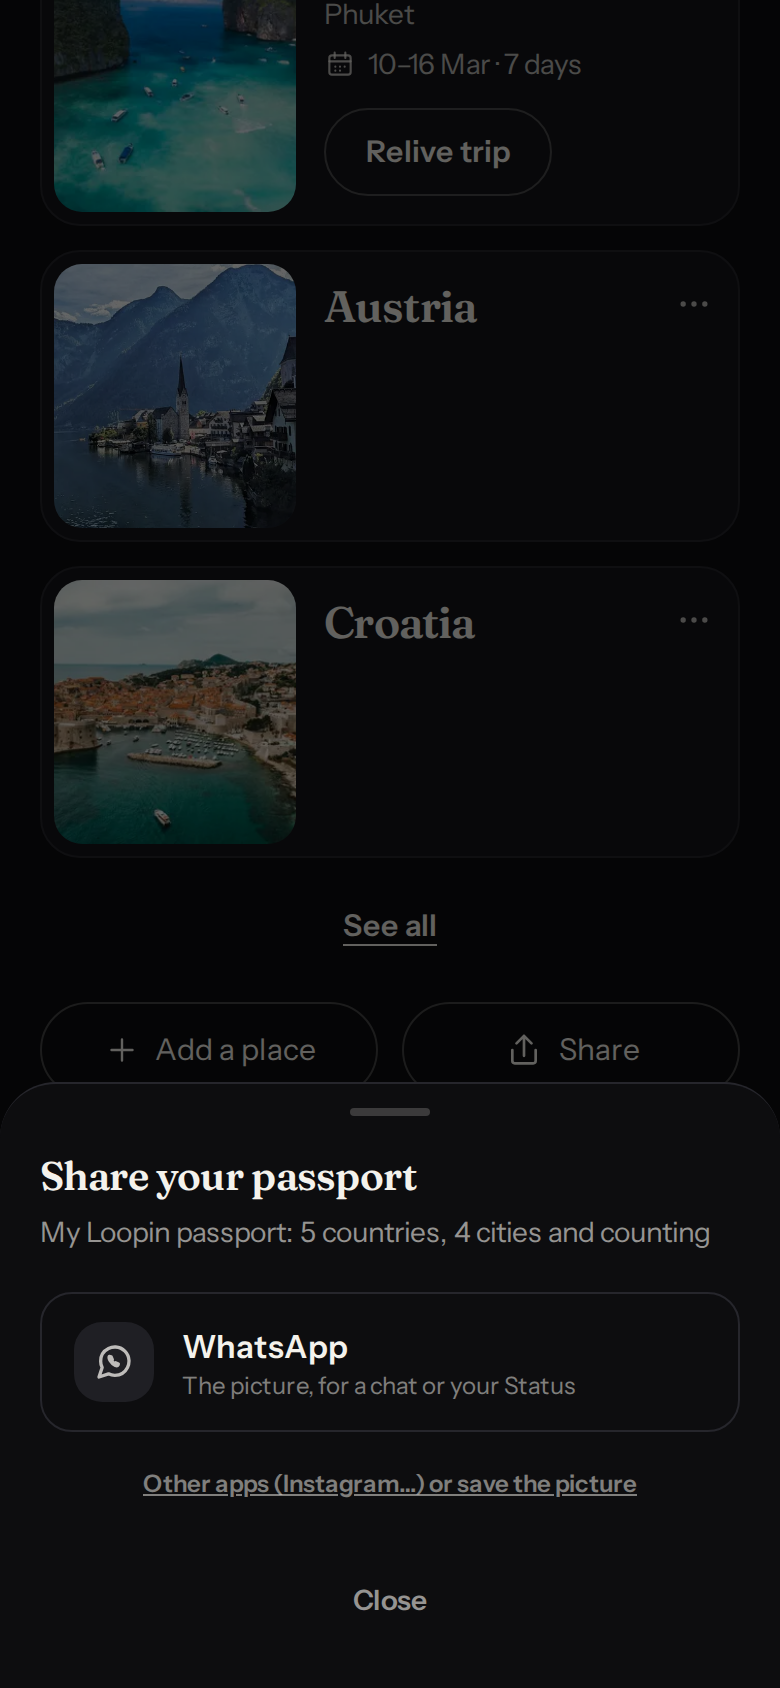 Phuket
10–16 Mar · 7 days
Relive trip
Austria
Croatia
See all
Add a place
Share
Share your passport
My Loopin passport: 5 countries, 4 cities and counting
WhatsApp
The picture, for a chat or your Status
Other apps (Instagram...) or save the picture
Close